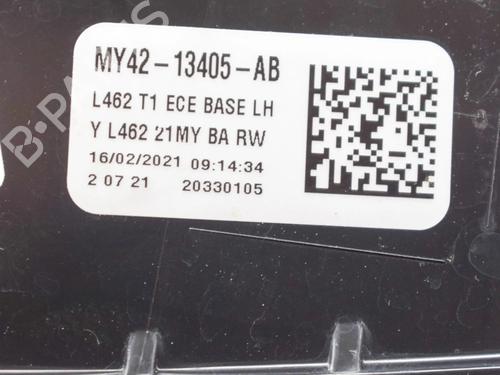 MY42-13405-AB
L462 T1 ECE BASE LH
Y L462 21MY BA RW
16/02/2021 09:14:34
2 07 21 20330105
B-PARTS